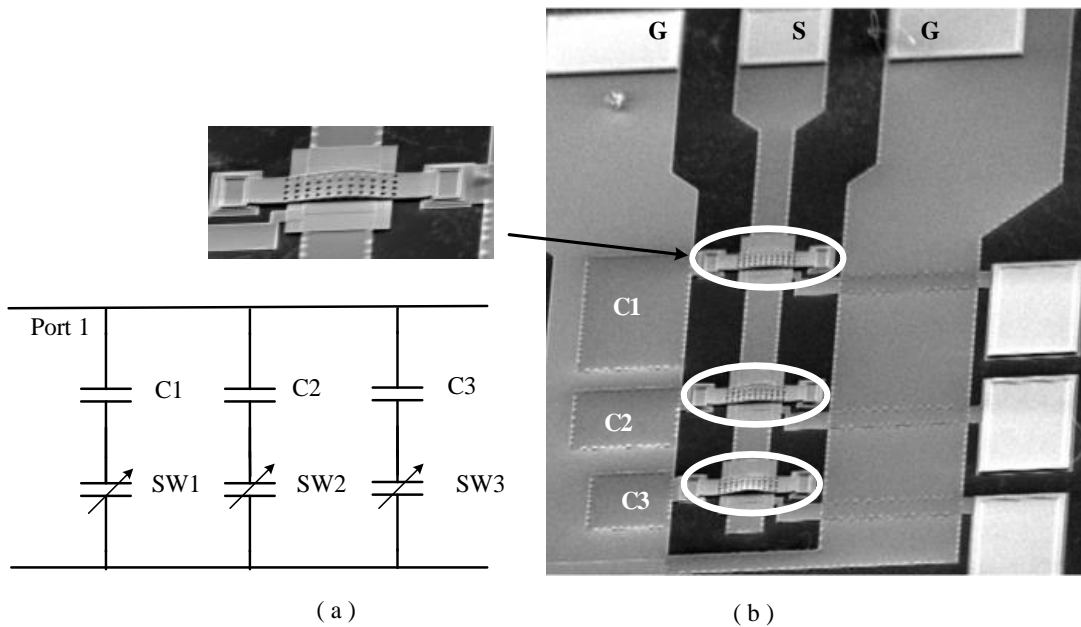 G S G
Port 1
C1 C2 C3
SW1 SW2 SW3
C1
C2
C3
( a ) ( b )